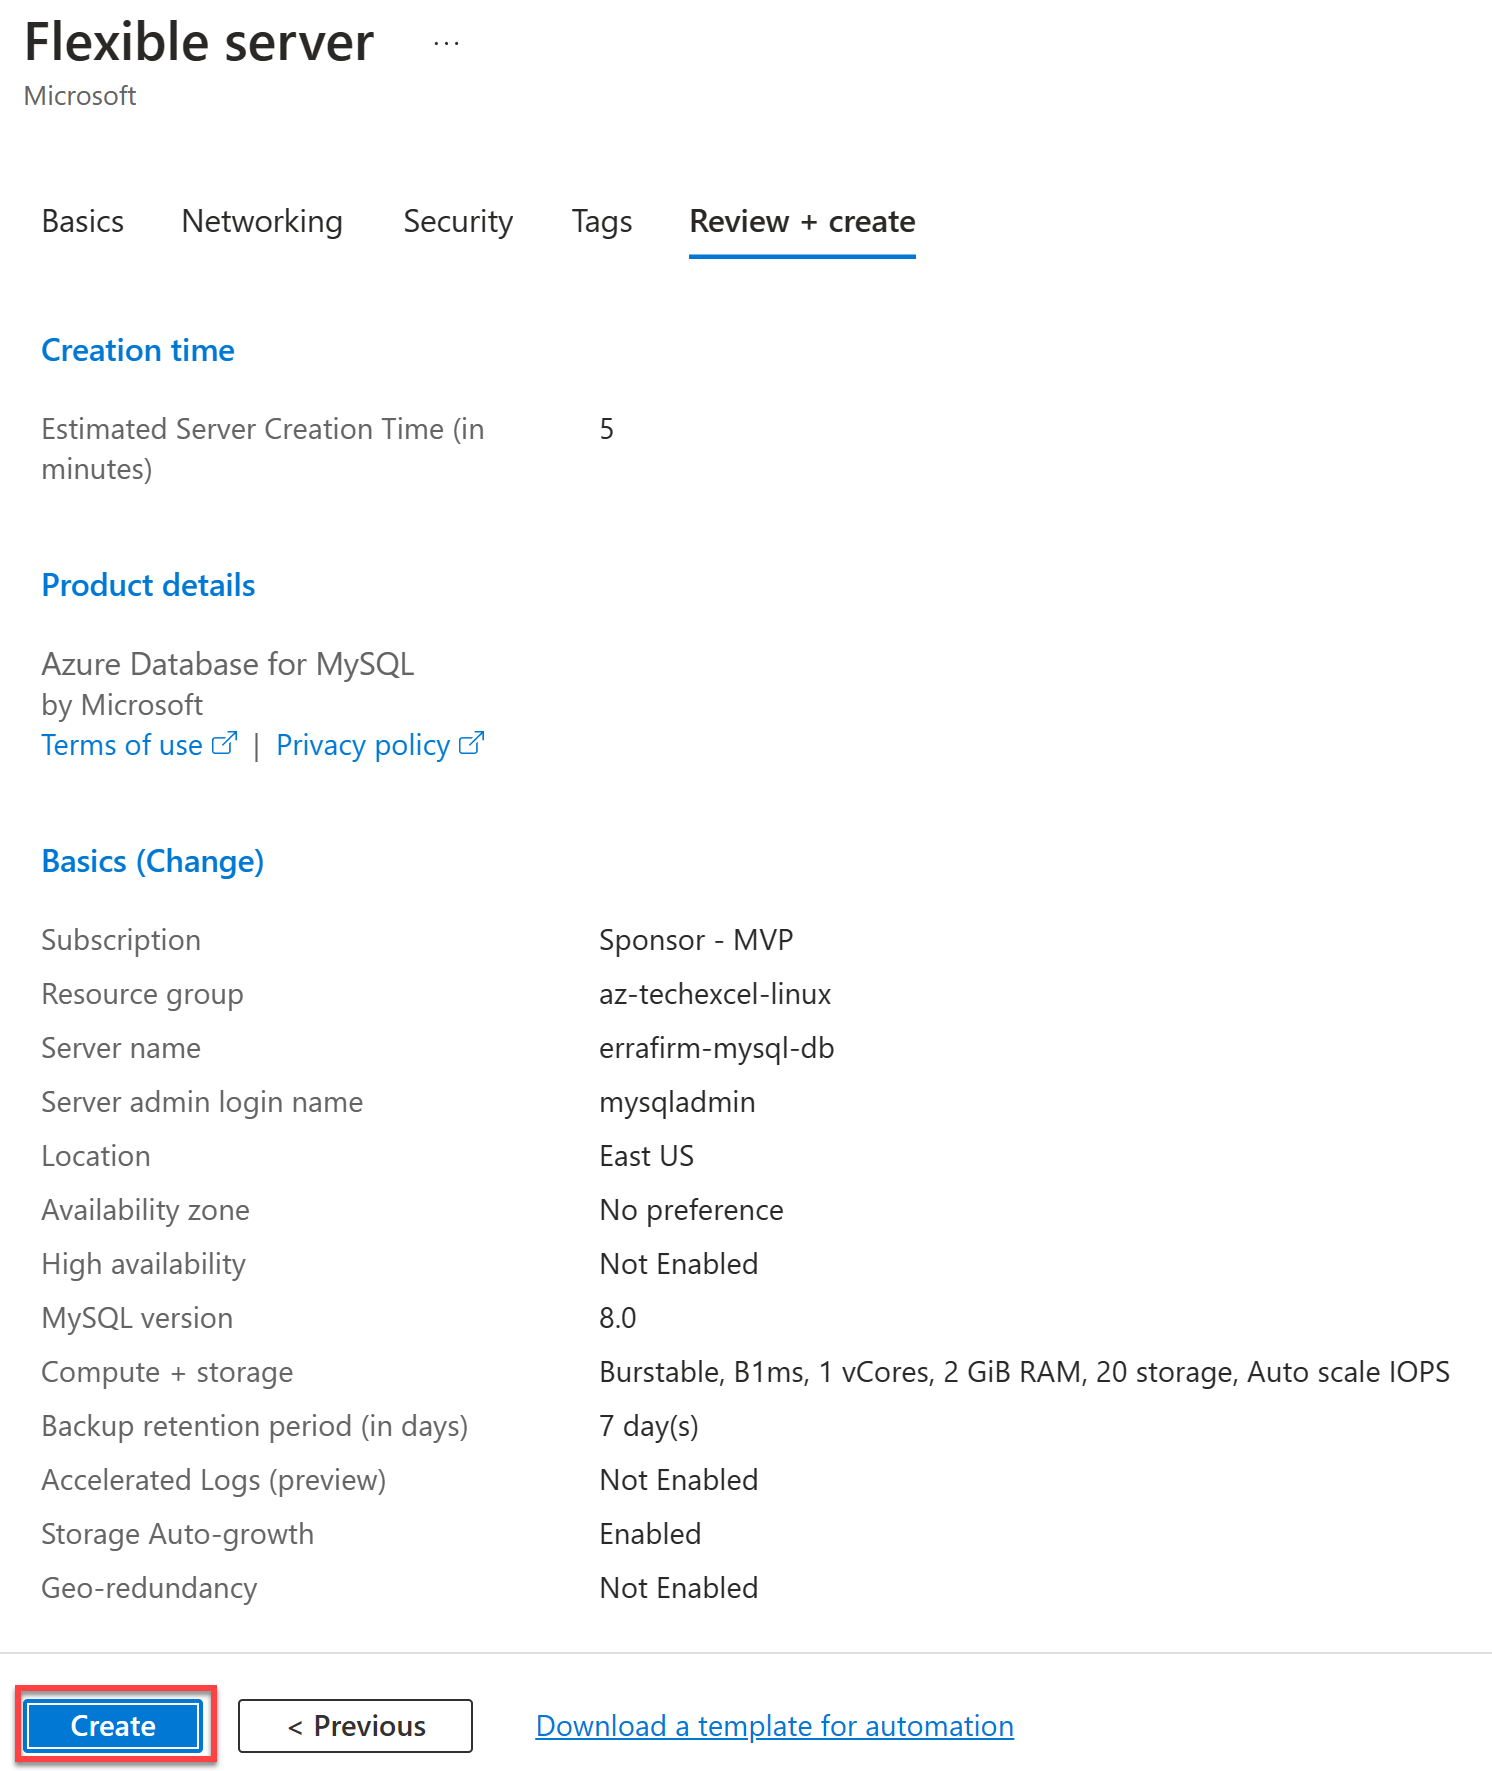 Flexible server ...
Microsoft
Basics Networking Security Tags Review + create
Creation time
Estimated Server Creation Time (in 5
minutes)
Product details
Azure Database for MySQL
by Microsoft
Terms of use | Privacy policy
Basics (Change)
Subscription Sponsor - MVP
Resource group az-techexcel-linux
Server name errafirm-mysql-db
Server admin login name mysqladmin
Location East US
Availability zone No preference
High availability Not Enabled
MySQL version 8.0
Compute + storage Burstable, B1ms, 1 vCores, 2 GiB RAM, 20 storage, Auto scale IOPS
Backup retention period (in days) 7 day(s)
Accelerated Logs (preview) Not Enabled
Storage Auto-growth Enabled
Geo-redundancy Not Enabled
Create < Previous Download a template for automation